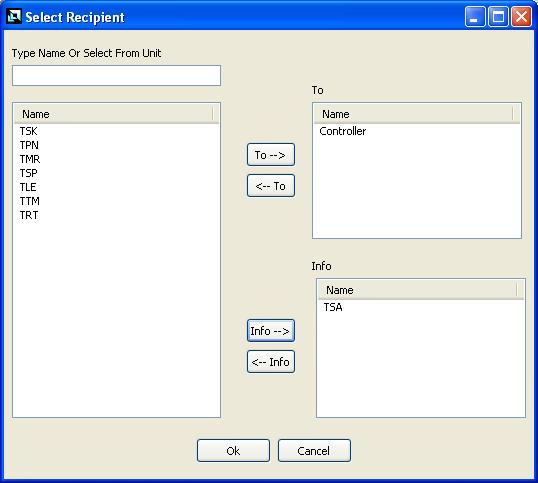 Select Recipient
Type Name Or Select From Unit
Name
TSK
TPN
TMR
TSP
TLE
TTM
TRT
To -->
<-- To
To
Name
Controller
Info -->
<-- Info
Info
Name
TSA
Ok
Cancel